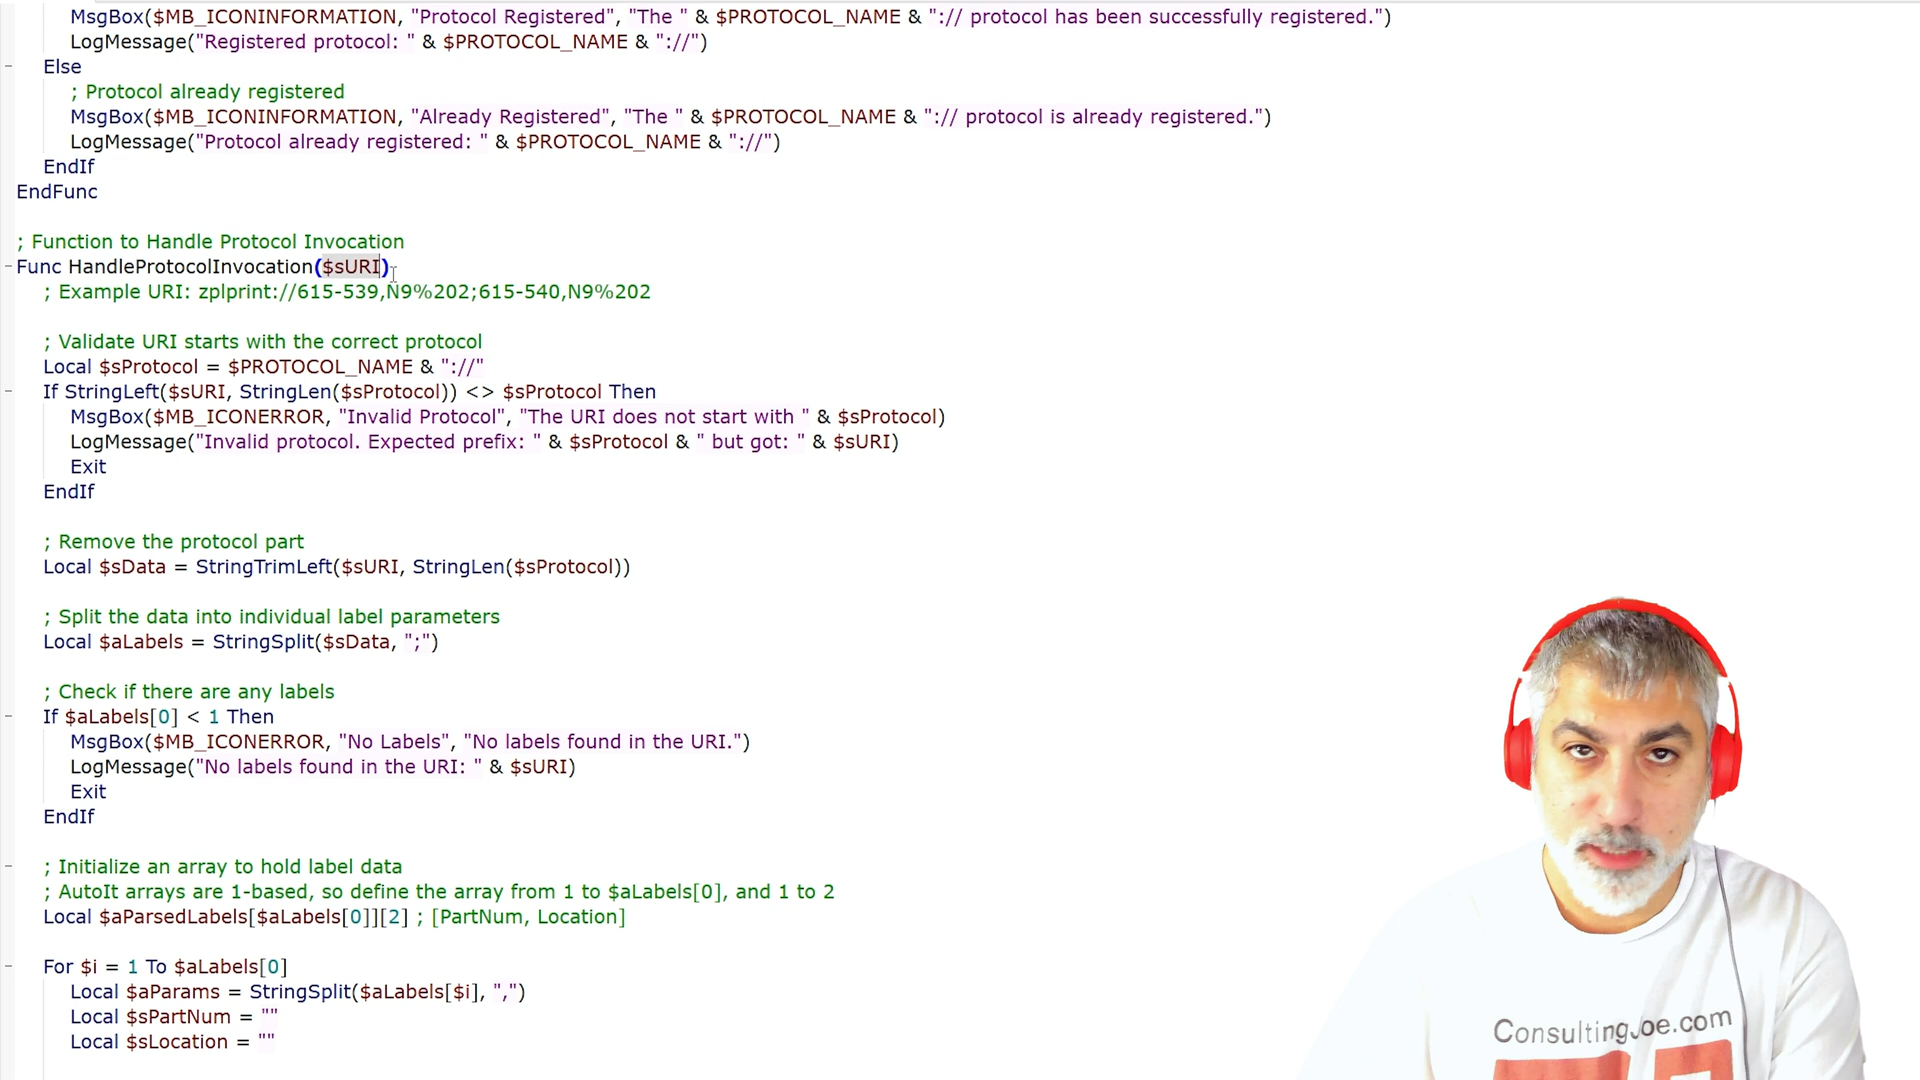 MsgBox($MB_ICONINFORMATION, "Protocol Registered", "The " & $PROTOCOL_NAME & ":// protocol has been successfully registered.")
LogMessage("Registered protocol: " & $PROTOCOL_NAME & "://")
Else
; Protocol already registered
MsgBox($MB_ICONINFORMATION, "Already Registered", "The " & $PROTOCOL_NAME & ":// protocol is already registered.")
LogMessage("Protocol already registered: " & $PROTOCOL_NAME & "://")
EndIf
EndFunc
; Function to Handle Protocol Invocation
Func HandleProtocolInvocation($sURI)
; Example URI: zplprint://615-539,N9%202;615-540,N9%202
; Validate URI starts with the correct protocol
Local $sProtocol = $PROTOCOL_NAME & "://"
If StringLeft($sURI, StringLen($sProtocol)) <> $sProtocol Then
MsgBox($MB_ICONERROR, "Invalid Protocol", "The URI does not start with " & $sProtocol)
LogMessage("Invalid protocol. Expected prefix: " & $sProtocol & " but got: " & $sURI)
Exit
EndIf
; Remove the protocol part
Local $sData = StringTrimLeft($sURI, StringLen($sProtocol))
; Split the data into individual label parameters
Local $aLabels = StringSplit($sData, ";")
; Check if there are any labels
If $aLabels[0] < 1 Then
MsgBox($MB_ICONERROR, "No Labels", "No labels found in the URI.")
LogMessage("No labels found in the URI: " & $sURI)
Exit
EndIf
; Initialize an array to hold label data
; AutoIt arrays are 1-based, so define the array from 1 to $aLabels[0], and 1 to 2
Local $aParsedLabels[$aLabels[0]][2] ; [PartNum, Location]
For $i = 1 To $aLabels[0]
Local $aParams = StringSplit($aLabels[$i], ",")
Local $sPartNum = ""
Local $sLocation = ""
ConsultingJoe.com